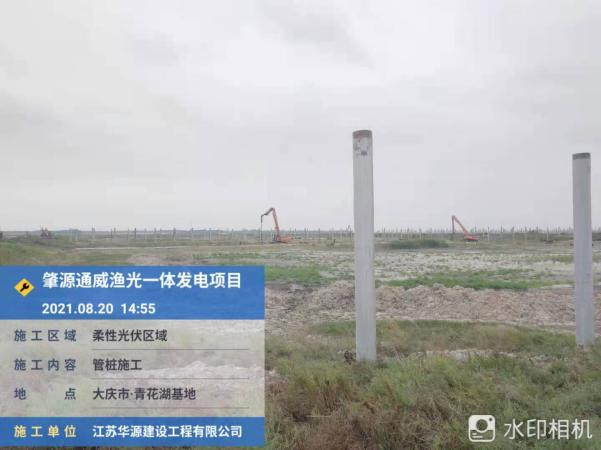 肇源通威渔光一体发电项目
2021.08.20 14:55
施工区域 柔性光伏区域
施工内容 管桩施工
地点 大庆市·青花湖基地
施工单位 江苏华源建设工程有限公司
水印相机